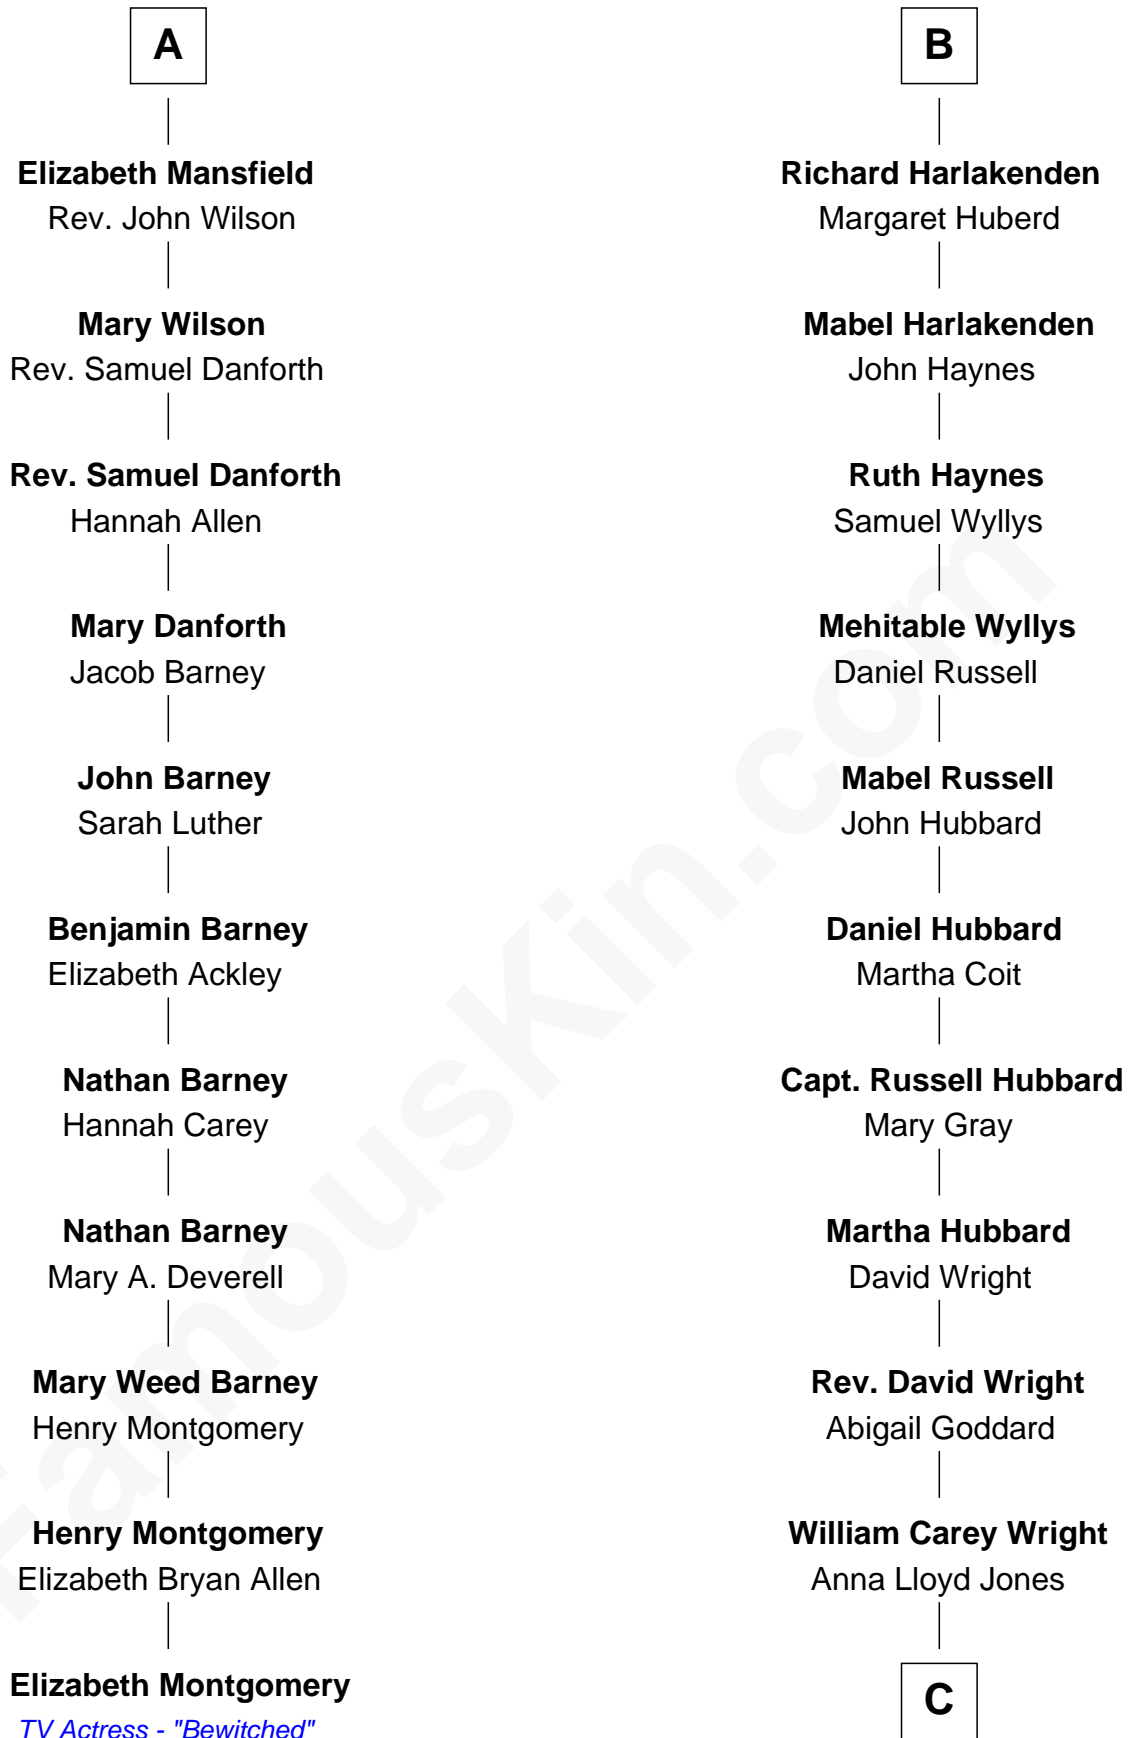 A
Elizabeth Mansfield
Rev. John Wilson
Mary Wilson
Rev. Samuel Danforth
Rev. Samuel Danforth
Hannah Allen
Mary Danforth
Jacob Barney
John Barney
Sarah Luther
Benjamin Barney
Elizabeth Ackley
Nathan Barney
Hannah Carey
Nathan Barney
Mary A. Deverell
Mary Weed Barney
Henry Montgomery
Henry Montgomery
Elizabeth Bryan Allen
Elizabeth Montgomery
TV Actress - "Bewitched"
B
Richard Harlakenden
Margaret Huberd
Mabel Harlakenden
John Haynes
Ruth Haynes
Samuel Wyllys
Mehitable Wyllys
Daniel Russell
Mabel Russell
John Hubbard
Daniel Hubbard
Martha Coit
Capt. Russell Hubbard
Mary Gray
Martha Hubbard
David Wright
Rev. David Wright
Abigail Goddard
William Carey Wright
Anna Lloyd Jones
C
FamousKin.com